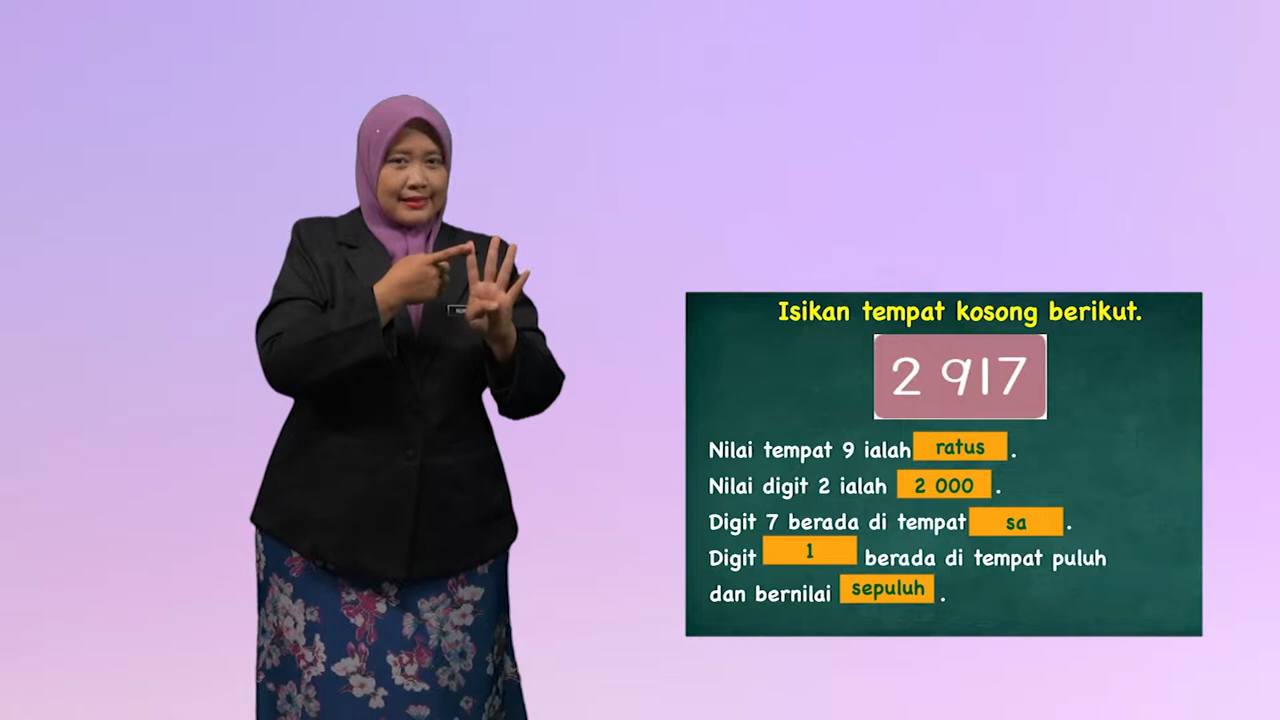 Isikan tempat kosong berikut.
2 917
Nilai tempat 9 ialah ratus .
Nilai digit 2 ialah 2 000 .
Digit 7 berada di tempat sa .
Digit 1 berada di tempat puluh
dan bernilai sepuluh .